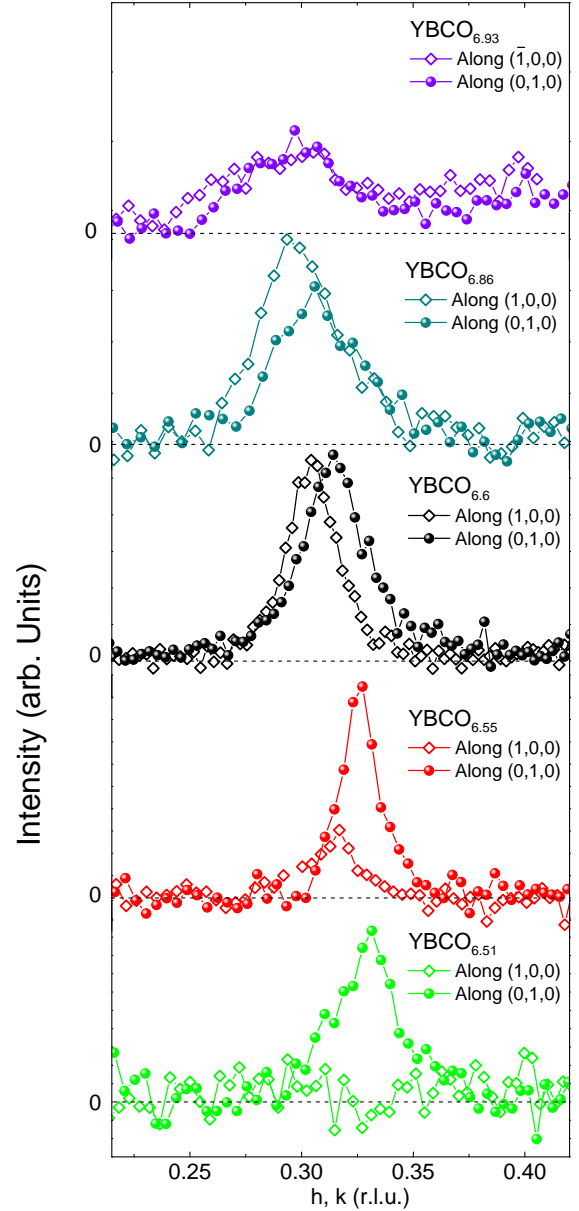 YBCO6.93
Along (1̄,0,0)
Along (0,1,0)
0
YBCO6.86
Along (1,0,0)
Along (0,1,0)
0
YBCO6.6
Along (1,0,0)
Along (0,1,0)
0
YBCO6.55
Along (1,0,0)
Along (0,1,0)
0
YBCO6.51
Along (1,0,0)
Along (0,1,0)
0
Intensity (arb. Units)
0.25 0.30 0.35 0.40
h, k (r.l.u.)